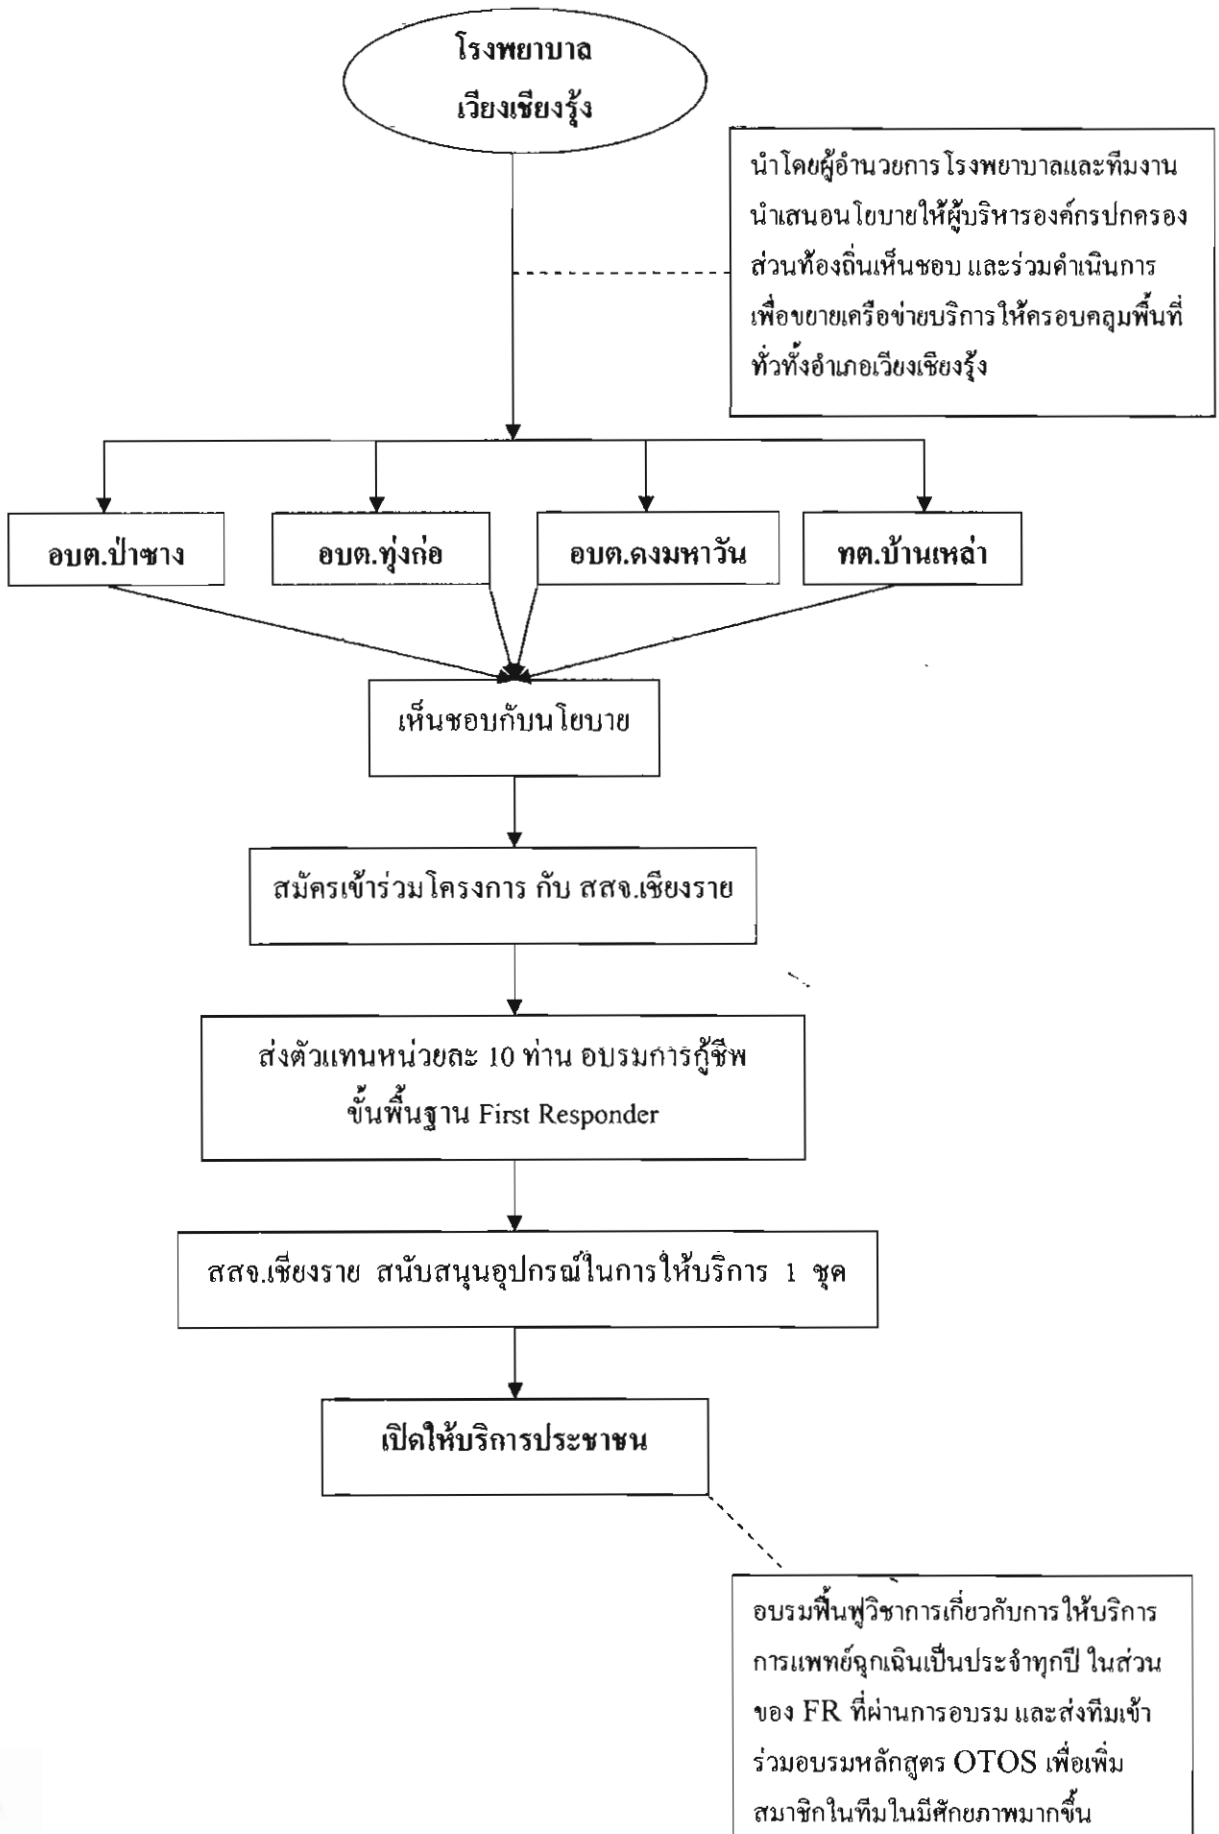 โรงพยาบาล
เวียงเชียงรุ้ง
นำโดยผู้อำนวยการโรงพยาบาลและทีมงาน
นำเสนอนโยบายให้ผู้บริหารองค์กรปกครอง
ส่วนท้องถิ่นเห็นชอบ และร่วมดำเนินการ
เพื่อขยายเครือข่ายบริการให้ครอบคลุมพื้นที่
ทั่วทั้งอำเภอเวียงเชียงรุ้ง
อบต.ป่าซาง
อบต.ทุ่งก่อ
อบต.ดงมหาวัน
ทต.บ้านเหล่า
เห็นชอบกับนโยบาย
สมัครเข้าร่วมโครงการ กับ สสจ.เชียงราย
ส่งตัวแทนหน่วยละ 10 ท่าน อบรมการกู้ชีพ
ขั้นพื้นฐาน First Responder
สสจ.เชียงราย สนับสนุนอุปกรณ์ในการให้บริการ 1 ชุด
เปิดให้บริการประชาชน
อบรมฟื้นฟูวิชาการเกี่ยวกับการให้บริการ
การแพทย์ฉุกเฉินเป็นประจำทุกปี ในส่วน
ของ FR ที่ผ่านการอบรม และส่งทีมเข้า
ร่วมอบรมหลักสูตร OTOS เพื่อเพิ่ม
สมาชิกในทีมในมีศักยภาพมากขึ้น